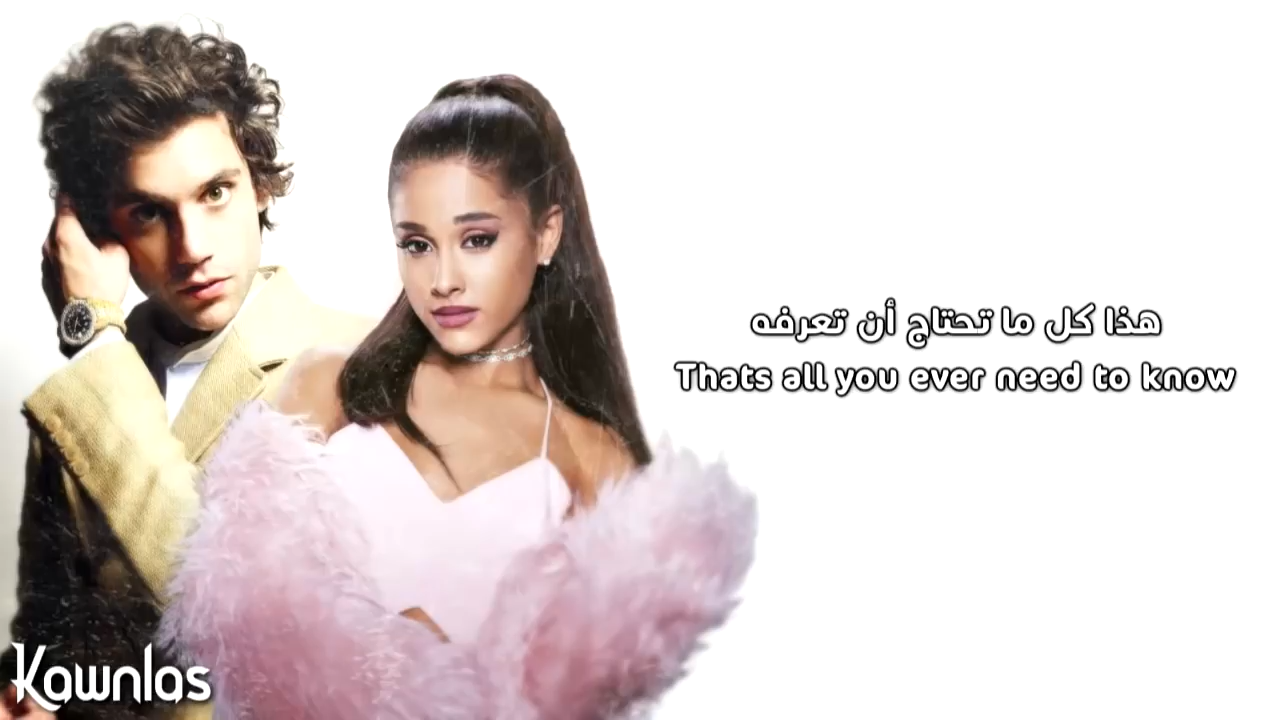 هذا كل ما تحتاج أن تعرفه
Thats all you ever need to know
Kawnlas